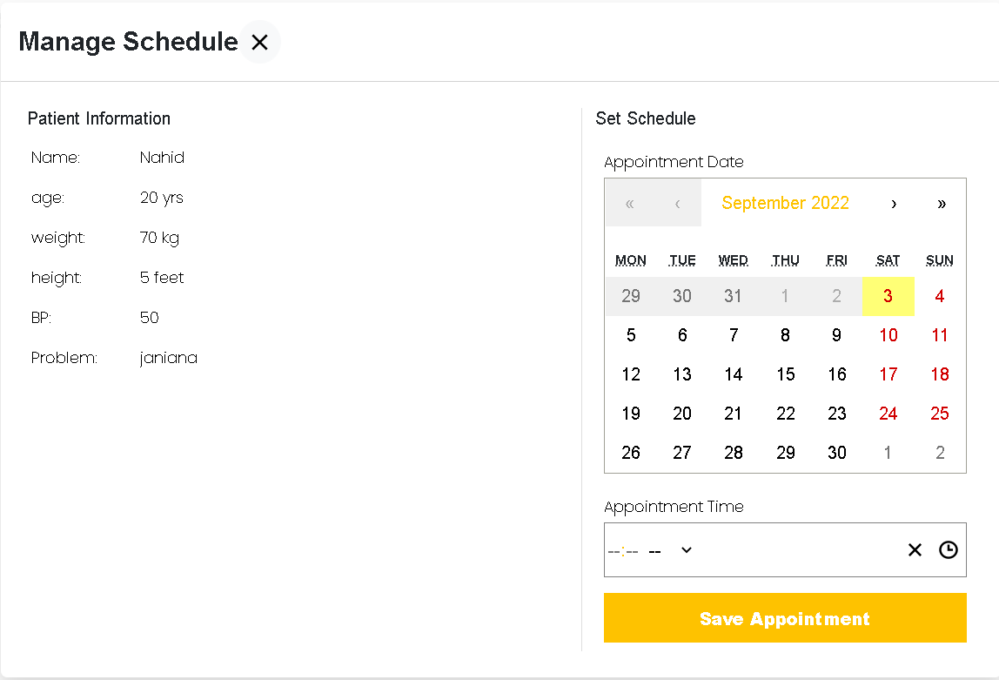 Manage Schedule ✕
Patient Information
Name: Nahid
age: 20 yrs
weight: 70 kg
height: 5 feet
BP: 50
Problem: janiana
Set Schedule
Appointment Date
« ‹ September 2022 › »
MON TUE WED THU FRI SAT SUN
29 30 31 1 2 3 4
5 6 7 8 9 10 11
12 13 14 15 16 17 18
19 20 21 22 23 24 25
26 27 28 29 30 1 2
Appointment Time
--:-- --
Save Appointment